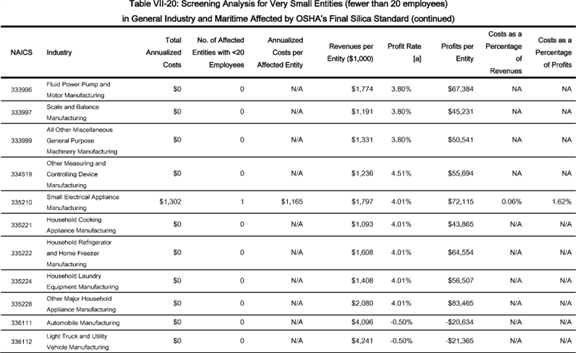 Table VII-20: Screening Analysis for Very Small Entities (fewer than 20 employees)
in General Industry and Maritime Affected by OSHA's Final Silica Standard (continued)
NAICS Industry Total Annualized Costs No. of Affected Entities with <20 Employees Annualized Costs per Affected Entity Revenues per Entity ($1,000) Profit Rate [a] Profits per Entity Costs as a Percentage of Revenues Costs as a Percentage of Profits
333996 Fluid Power Pump and Motor Manufacturing $0 0 N/A $1,774 3.80% $67,384 NA NA
333997 Scale and Balance Manufacturing $0 0 N/A $1,191 3.80% $45,231 NA NA
333999 All Other Miscellaneous General Purpose Machinery Manufacturing $0 0 N/A $1,331 3.80% $50,541 NA NA
334519 Other Measuring and Controlling Device Manufacturing $0 0 N/A $1,236 4.51% $55,694 NA NA
335210 Small Electrical Appliance Manufacturing $1,302 1 $1,165 $1,797 4.01% $72,115 0.06% 1.62%
335221 Household Cooking Appliance Manufacturing $0 0 N/A $1,093 4.01% $43,865 N/A N/A
335222 Household Refrigerator and Home Freezer Manufacturing $0 0 N/A $1,608 4.01% $64,554 N/A N/A
335224 Household Laundry Equipment Manufacturing $0 0 N/A $1,408 4.01% $56,507 N/A N/A
335228 Other Major Household Appliance Manufacturing $0 0 N/A $2,080 4.01% $83,465 N/A N/A
336111 Automobile Manufacturing $0 0 N/A $4,096 -0.50% -$20,634 N/A N/A
336112 Light Truck and Utility Vehicle Manufacturing $0 0 N/A $4,241 -0.50% -$21,365 N/A N/A